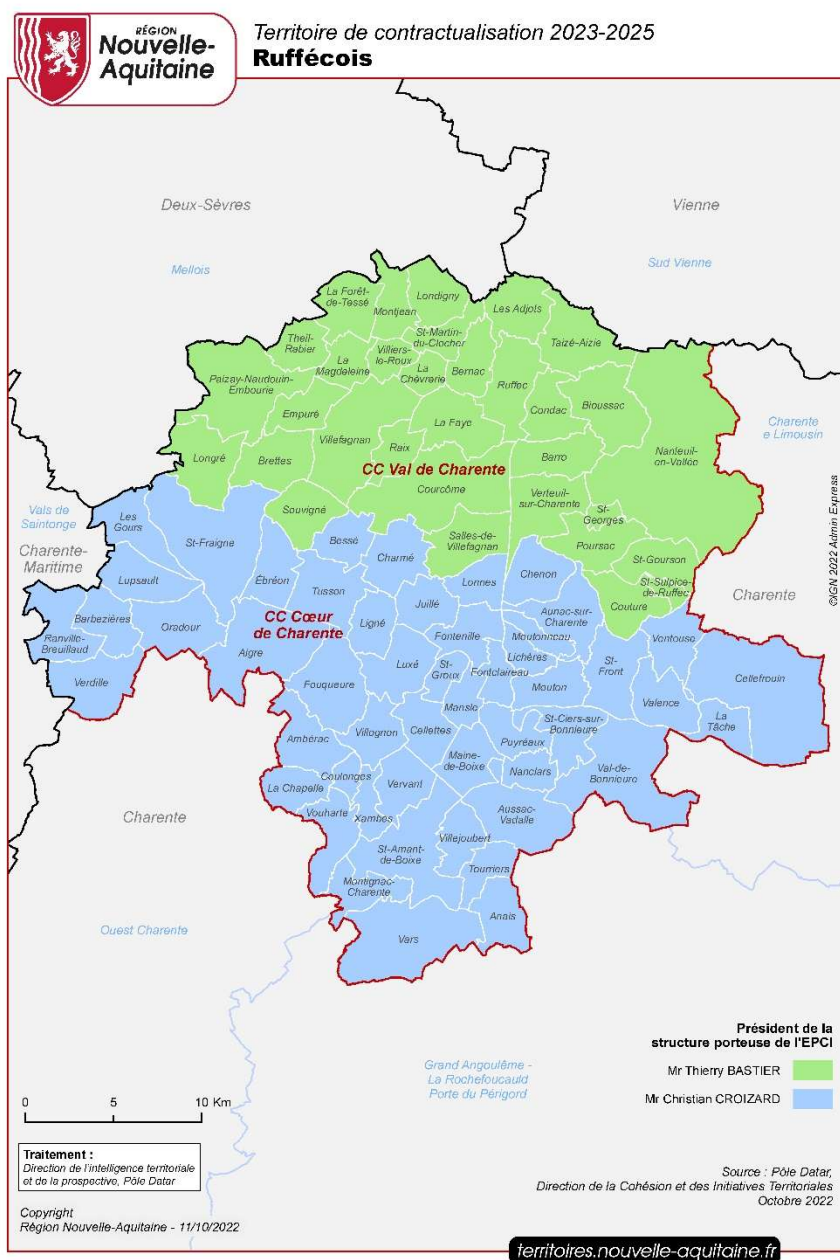 RÉGION
Nouvelle-
Aquitaine
Territoire de contractualisation 2023-2025
Ruffécois
Deux-Sèvres
Vienne
Mellois
Sud Vienne
La Forêt-
de-Tessé
Montjean
Londigny
Les Adjots
St-Martin-
du-Clocher
Taizé-Aizie
Theil-
Rabier
Villiers-
le-Roux
La
Magdeleine
La
Chèvrerie
Bernac
Ruffec
Paizay-Naudouin-
Embourie
Empuré
Villefagnan
La Faye
Condac
Bioussac
Charente
e Limousin
Nanteuil-
en-Vallée
Longré
Brettes
Raix
CC Val de Charente
Barro
Courcôme
Verteuil-
sur-Charente
St-
Georges
Souvigné
Salles-de-
Villefagnan
Poursac
St-Gourson
St-Sulpice-
de-Ruffec
Couture
Vals de
Saintonge
Charente-
Maritime
Charente
©IGN 2022 Admin Express
Les
Gours
St-Fraigne
Bessé
Charmé
Chenon
Lupsault
Ébréon
Tusson
Juillé
Lonnes
Aunac-sur-
Charente
Barbezières
Ranville-
Breuillaud
Oradour
CC Cœur
de Charente
Ligné
Fontenille
Moutonneau
Lichères
Ventouse
Verdille
Aigre
Luxé
St-
Groux
Fontclaireau
St-
Front
Cellefrouin
Fouqueure
Mansle
Mouton
Valence
La
Tâche
Ambérac
Villognon
Cellettes
St-Ciers-sur-
Bonnieure
Puyréaux
Maine-
de-Boixe
Nanclars
Val-de-
Bonnieure
La Chapelle
Coulonges
Vervant
Aussac-
Vadalle
Vouharte
Xambes
Villejoubert
St-Amant-
de-Boixe
Tourriers
Montignac-
Charente
Anais
Vars
Charente
Ouest Charente
Grand Angoulême -
La Rochefoucauld
Porte du Périgord
Président de la
structure porteuse de l'EPCI
Mr Thierry BASTIER
Mr Christian CROIZARD
0 5 10 Km
Traitement :
Direction de l'intelligence territoriale
et de la prospective, Pôle Datar
Copyright
Région Nouvelle-Aquitaine - 11/10/2022
Source : Pôle Datar,
Direction de la Cohésion et des Initiatives Territoriales
Octobre 2022
territoires.nouvelle-aquitaine.fr